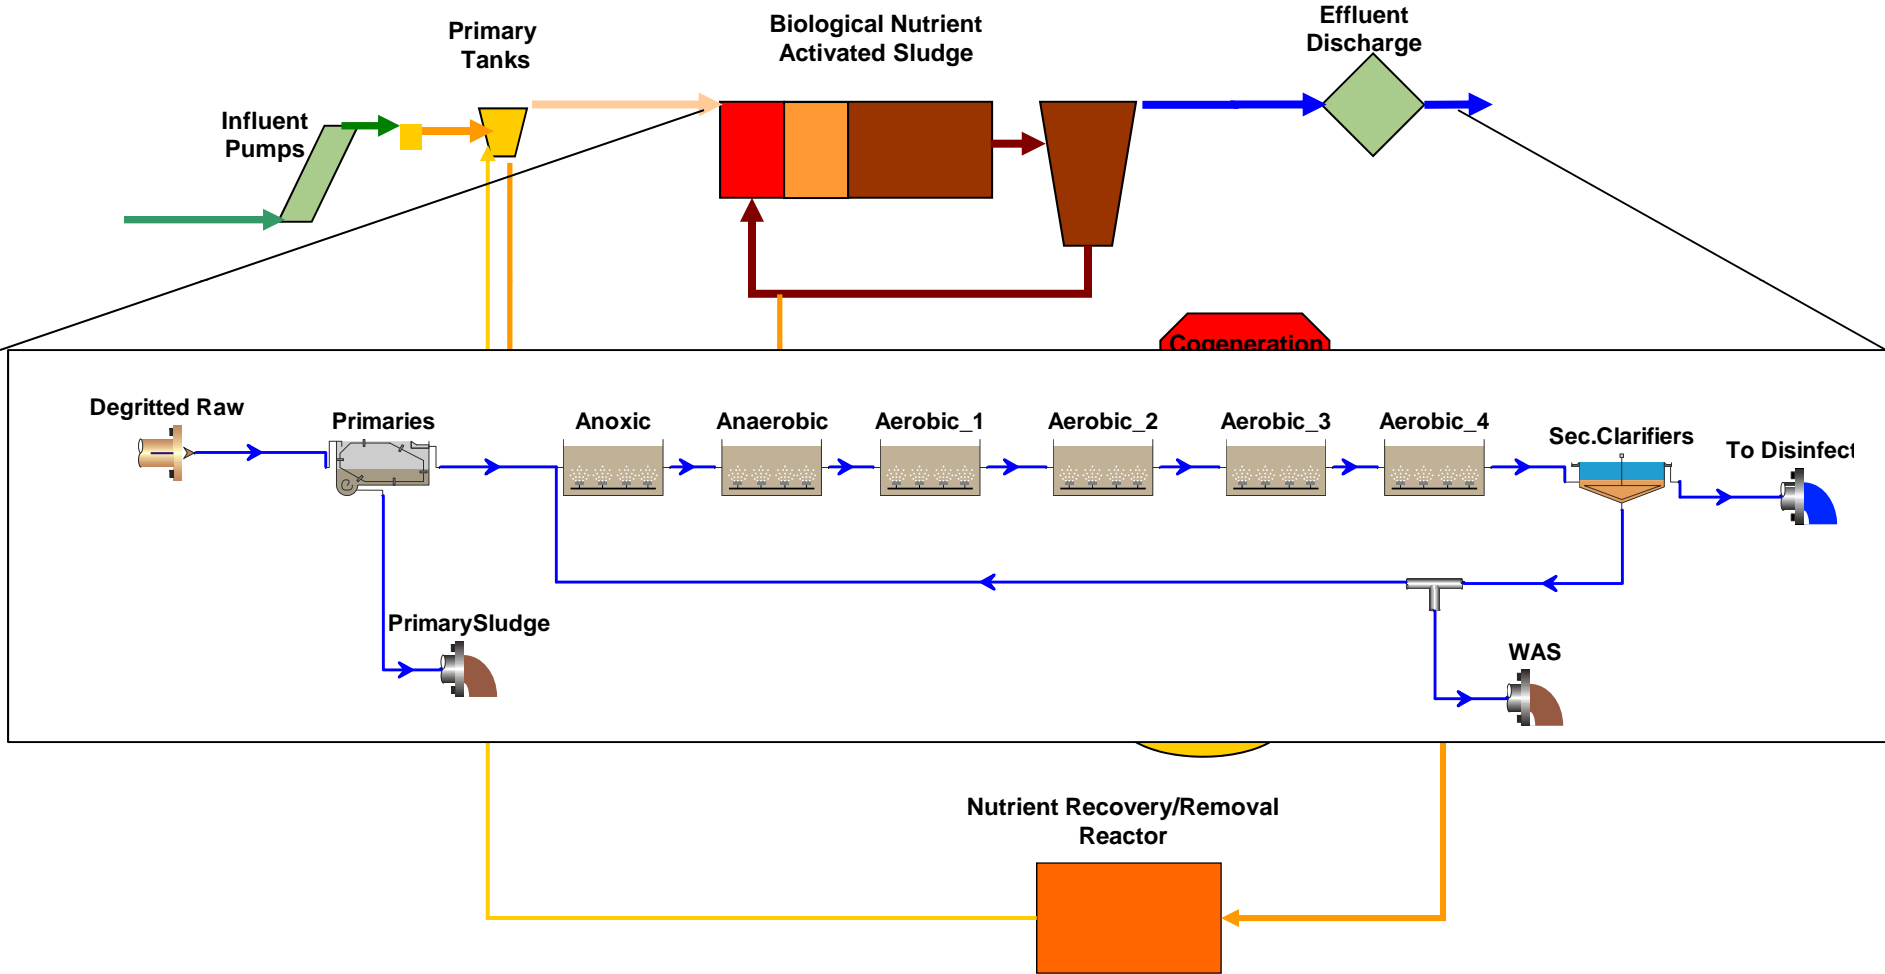 Primary
Tanks
Biological Nutrient
Activated Sludge
Effluent
Discharge
Influent
Pumps
Cogeneration
Degritted Raw
Primaries
Anoxic
Anaerobic
Aerobic_1
Aerobic_2
Aerobic_3
Aerobic_4
Sec.Clarifiers
To Disinfect
PrimarySludge
WAS
Nutrient Recovery/Removal
Reactor